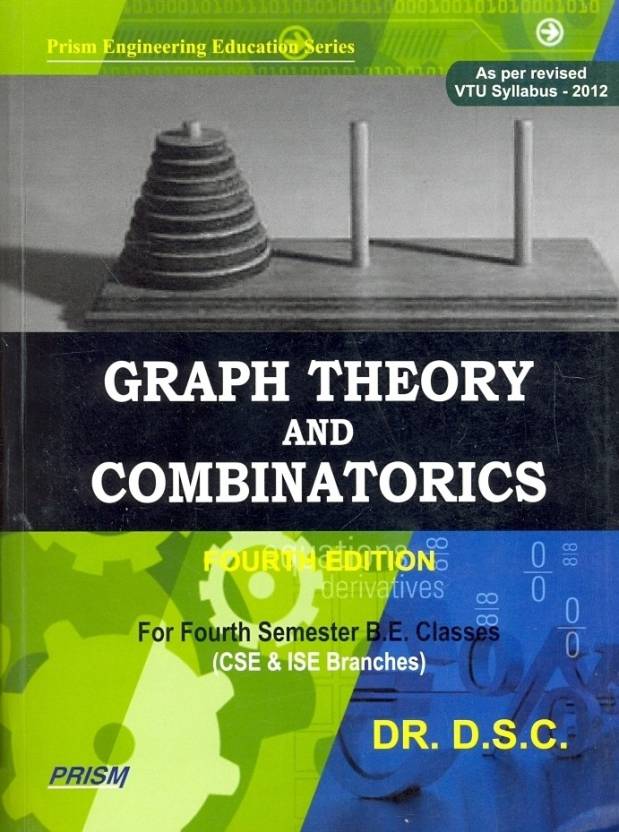 Prism Engineering Education Series
As per revised
VTU Syllabus - 2012
GRAPH THEORY
AND
COMBINATORICS
FOURTH EDITION
equations
derivatives
For Fourth Semester B.E. Classes
(CSE & ISE Branches)
DR. D.S.C.
PRISM